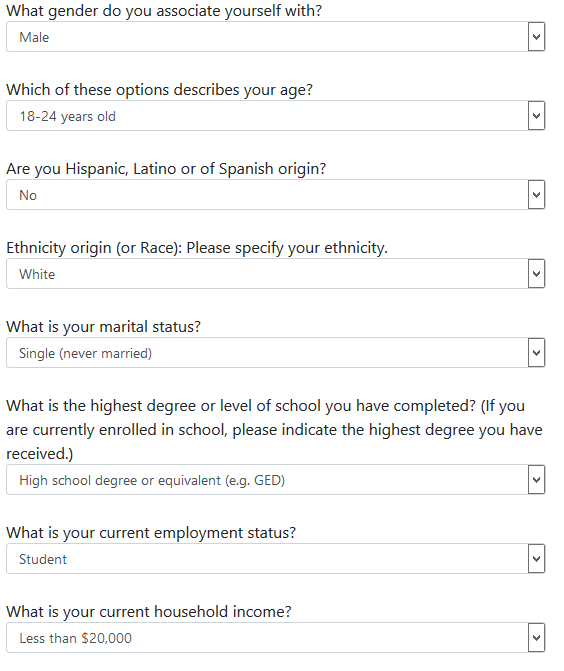 What gender do you associate yourself with?
Male
Which of these options describes your age?
18-24 years old
Are you Hispanic, Latino or of Spanish origin?
No
Ethnicity origin (or Race): Please specify your ethnicity.
White
What is your marital status?
Single (never married)
What is the highest degree or level of school you have completed? (If you
are currently enrolled in school, please indicate the highest degree you have
received.)
High school degree or equivalent (e.g. GED)
What is your current employment status?
Student
What is your current household income?
Less than $20,000